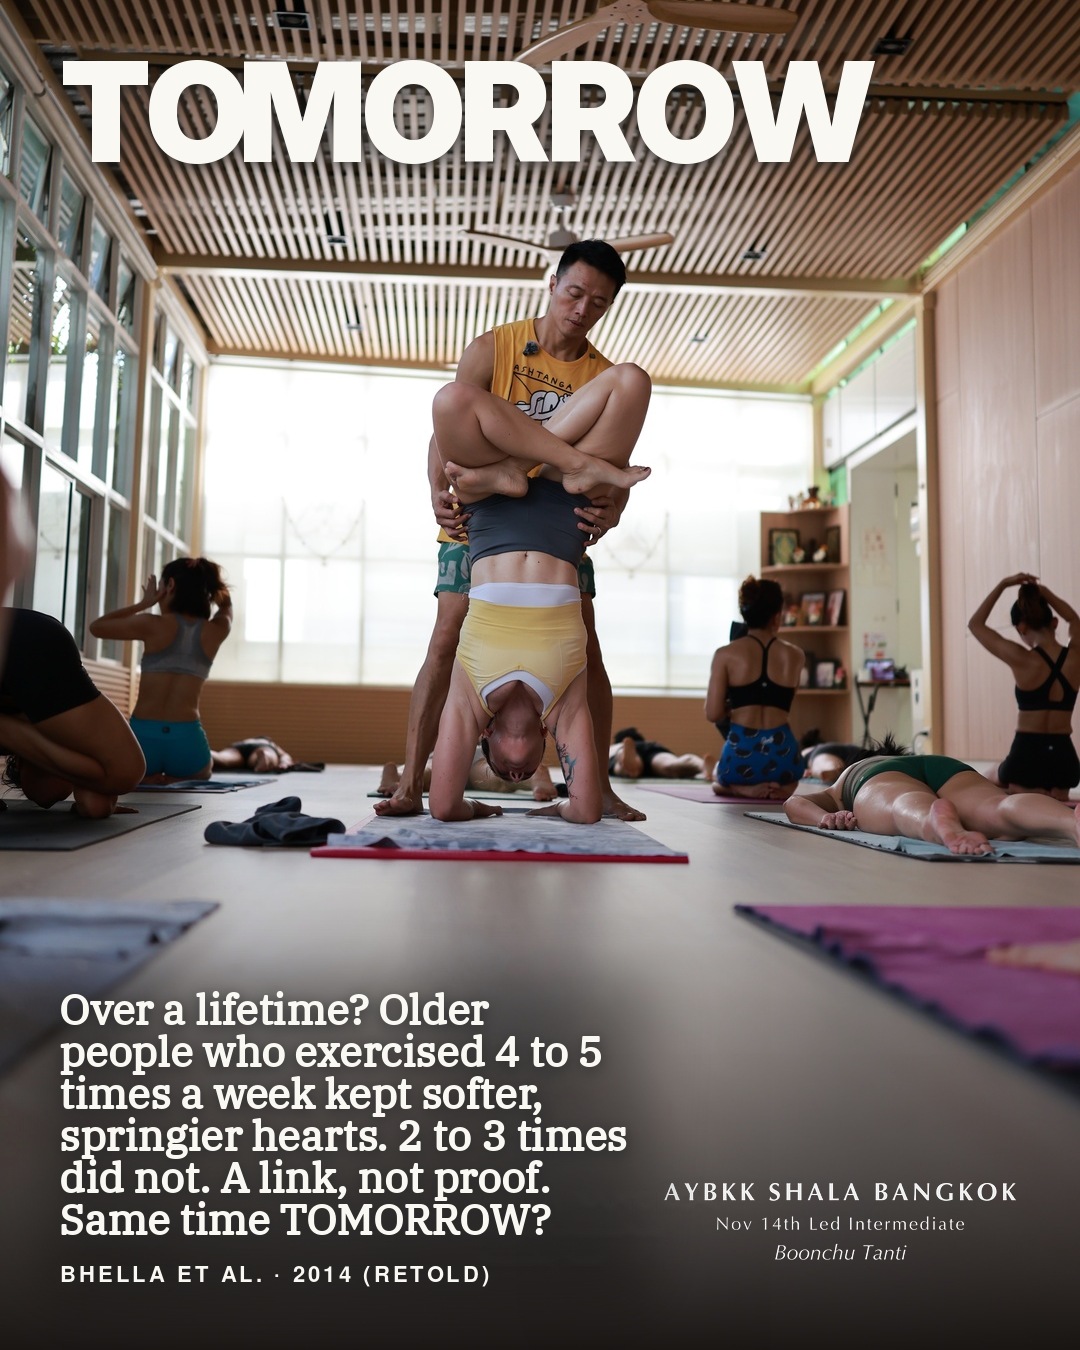 TOMORROW
ASHTANGA
Over a lifetime? Older
people who exercised 4 to 5
times a week kept softer,
springier hearts. 2 to 3 times
did not. A link, not proof.
Same time TOMORROW?
BHELLA ET AL. · 2014 (RETOLD)
AYBKK SHALA BANGKOK
Nov 14th Led Intermediate
Boonchu Tanti